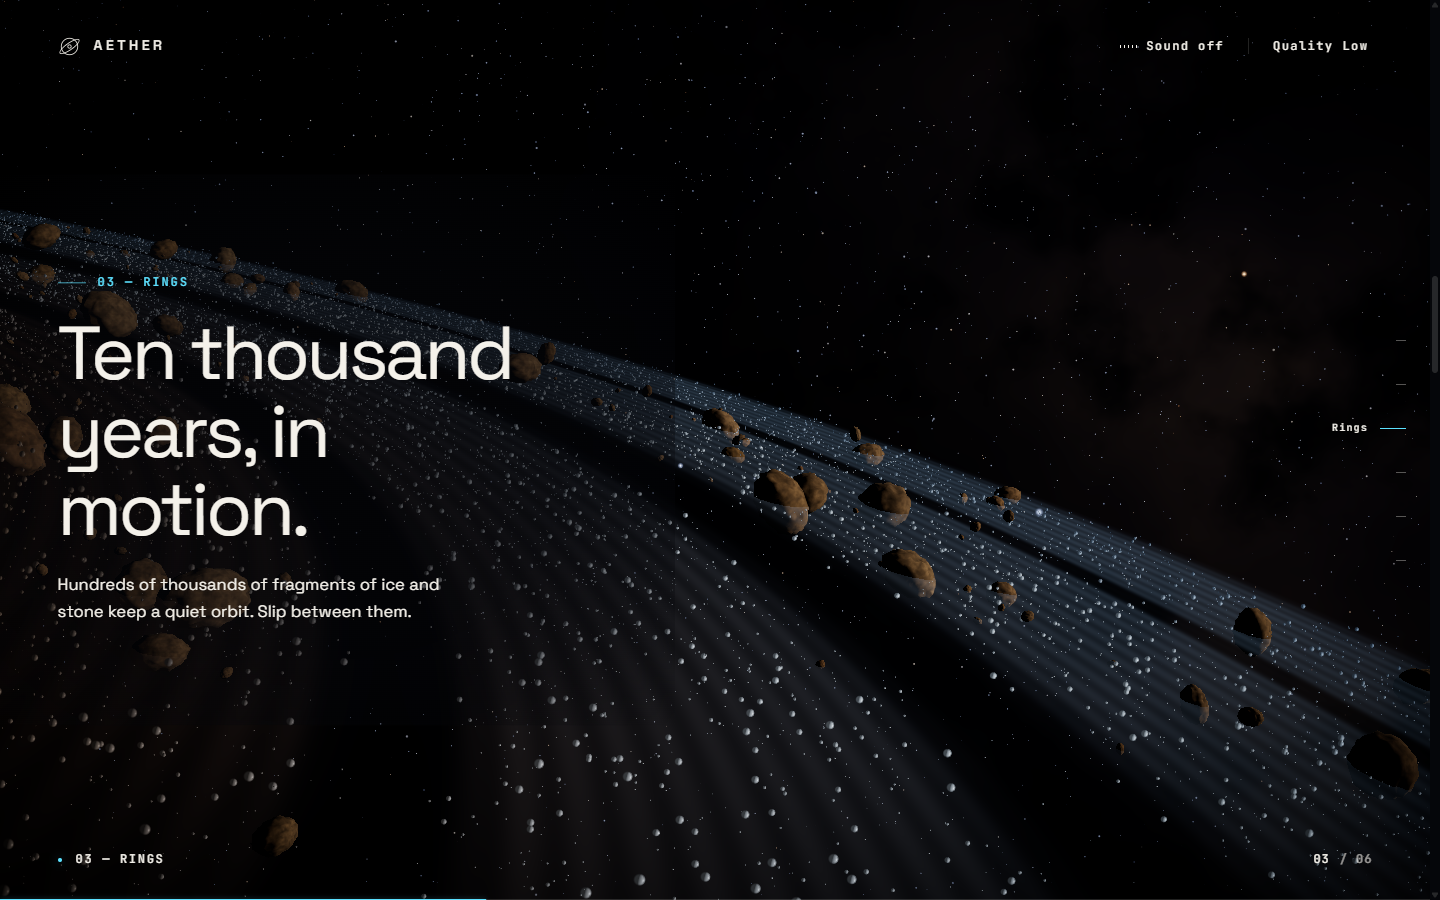 AETHER
Sound off
Quality Low
03 — RINGS
Ten thousand
years, in
motion.
Hundreds of thousands of fragments of ice and
stone keep a quiet orbit. Slip between them.
Rings
03 — RINGS
03 / 06